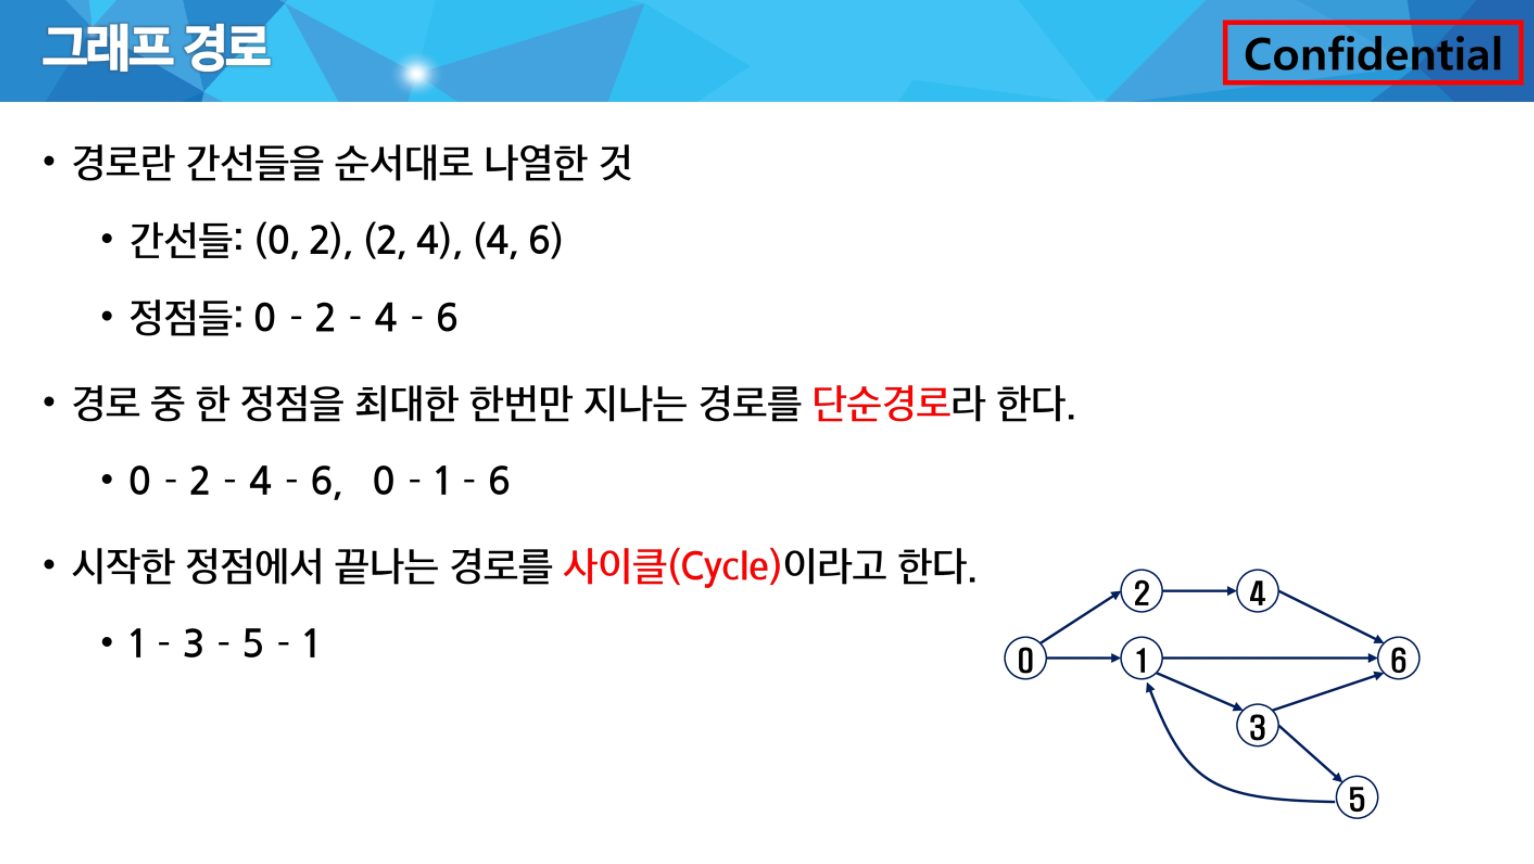 그래프 경로
Confidential
• 경로란 간선들을 순서대로 나열한 것
• 간선들: (0, 2), (2, 4), (4, 6)
• 정점들: 0 - 2 - 4 - 6
• 경로 중 한 정점을 최대한 한번만 지나는 경로를 단순경로라 한다.
• 0 - 2 - 4 - 6, 0 - 1 - 6
• 시작한 정점에서 끝나는 경로를 사이클(Cycle)이라고 한다.
• 1 - 3 - 5 - 1
2 4
0 1 6
3
5